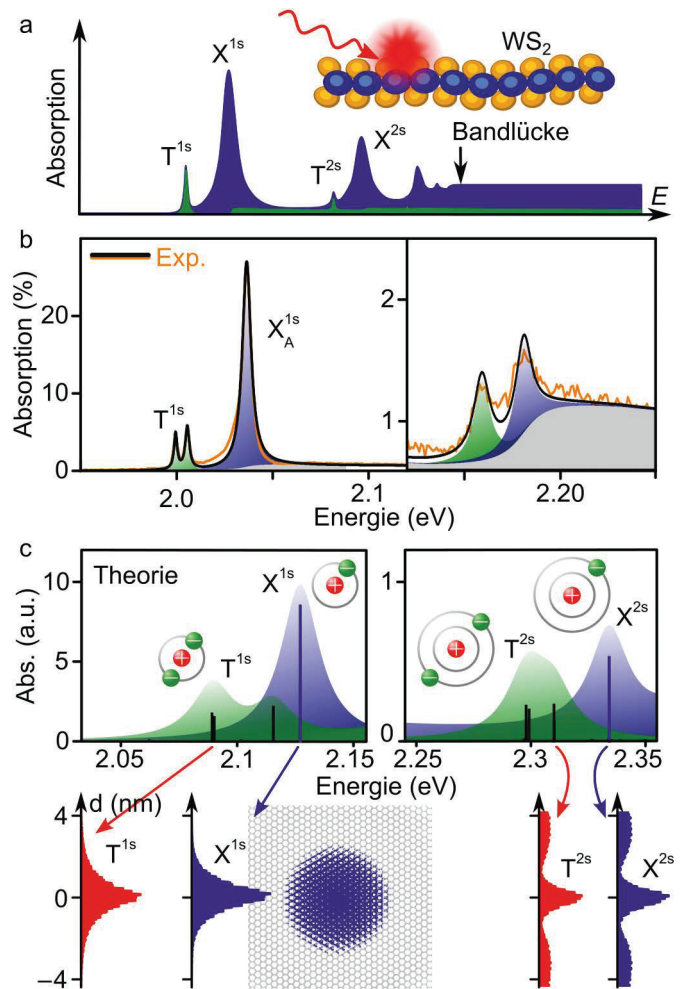 a
WS₂
X¹ˢ
Absorption
T¹ˢ
T²ˢ
X²ˢ
Bandlücke
E
b
Exp.
Absorption (%)
20
10
0
T¹ˢ
X_A¹ˢ
2
1
2.0
2.1
2.20
Energie (eV)
c
Theorie
Abs. (a.u.)
10
5
0
T¹ˢ
X¹ˢ
1
0
T²ˢ
X²ˢ
2.05
2.1
2.15
2.25
2.3
2.35
Energie (eV)
d (nm)
4
0
−4
T¹ˢ
X¹ˢ
T²ˢ
X²ˢ